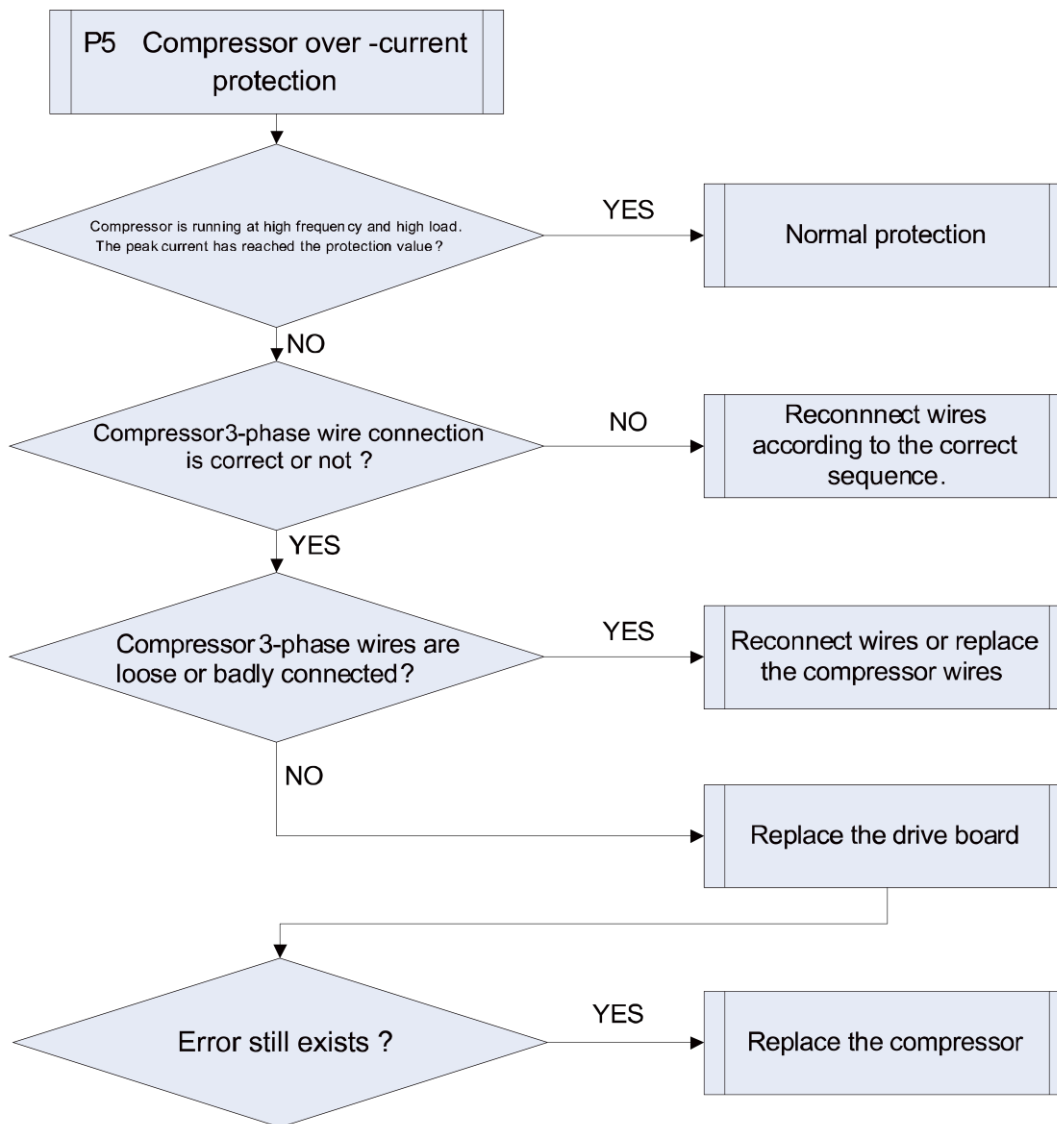 P5 Compressor over -current
protection
Compressor is running at high frequency and high load.
The peak current has reached the protection value ?
YES
Normal protection
NO
Compressor3-phase wire connection
is correct or not ?
NO
Reconnnect wires
according to the correct
sequence.
YES
Compressor 3-phase wires are
loose or badly connected?
YES
Reconnect wires or replace
the compressor wires
NO
Replace the drive board
Error still exists ?
YES
Replace the compressor